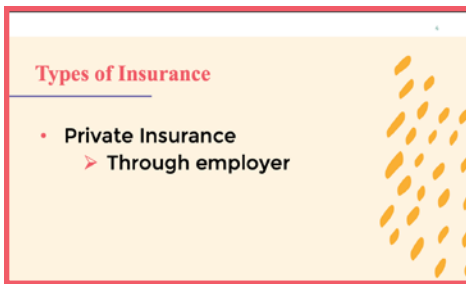 Types of Insurance
• Private Insurance
➢ Through employer